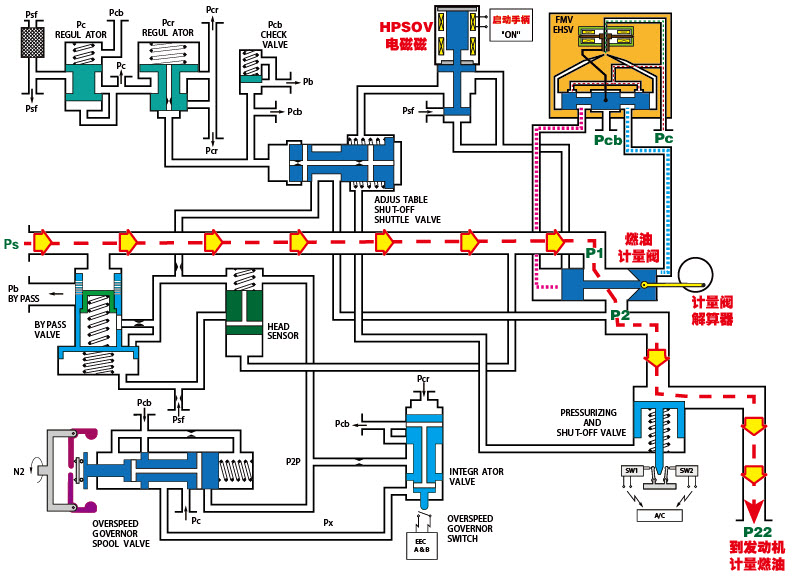 Psf
Pc
REGUL ATOR
Pcb
Pcr
REGUL ATOR
Pcr
Pcb
CHECK
VALVE
HPSOV
电磁磁
启动手柄
"ON"
FMV
EHSV
Pc
Pb
Psf
Pcb
Psf
Pcr
Pcb
Pc
ADJUS TABLE
SHUT-OFF
SHUTTLE VALVE
Ps
P1
燃油
计量阀
Pb
BY PASS
P2
计量阀
解算器
BY PASS
VALVE
HEAD
SENSOR
Pcr
Pcb
Psf
Pcb
PRESSURIZING
AND
SHUT-OFF VALVE
N2
P2P
INTEGR ATOR
VALVE
SW1
SW2
Pc
Px
OVERSPEED
GOVERNOR
SPOOL VALVE
OVERSPEED
GOVERNOR
SWITCH
A/C
EEC
A & B
P22
到发动机
计量燃油